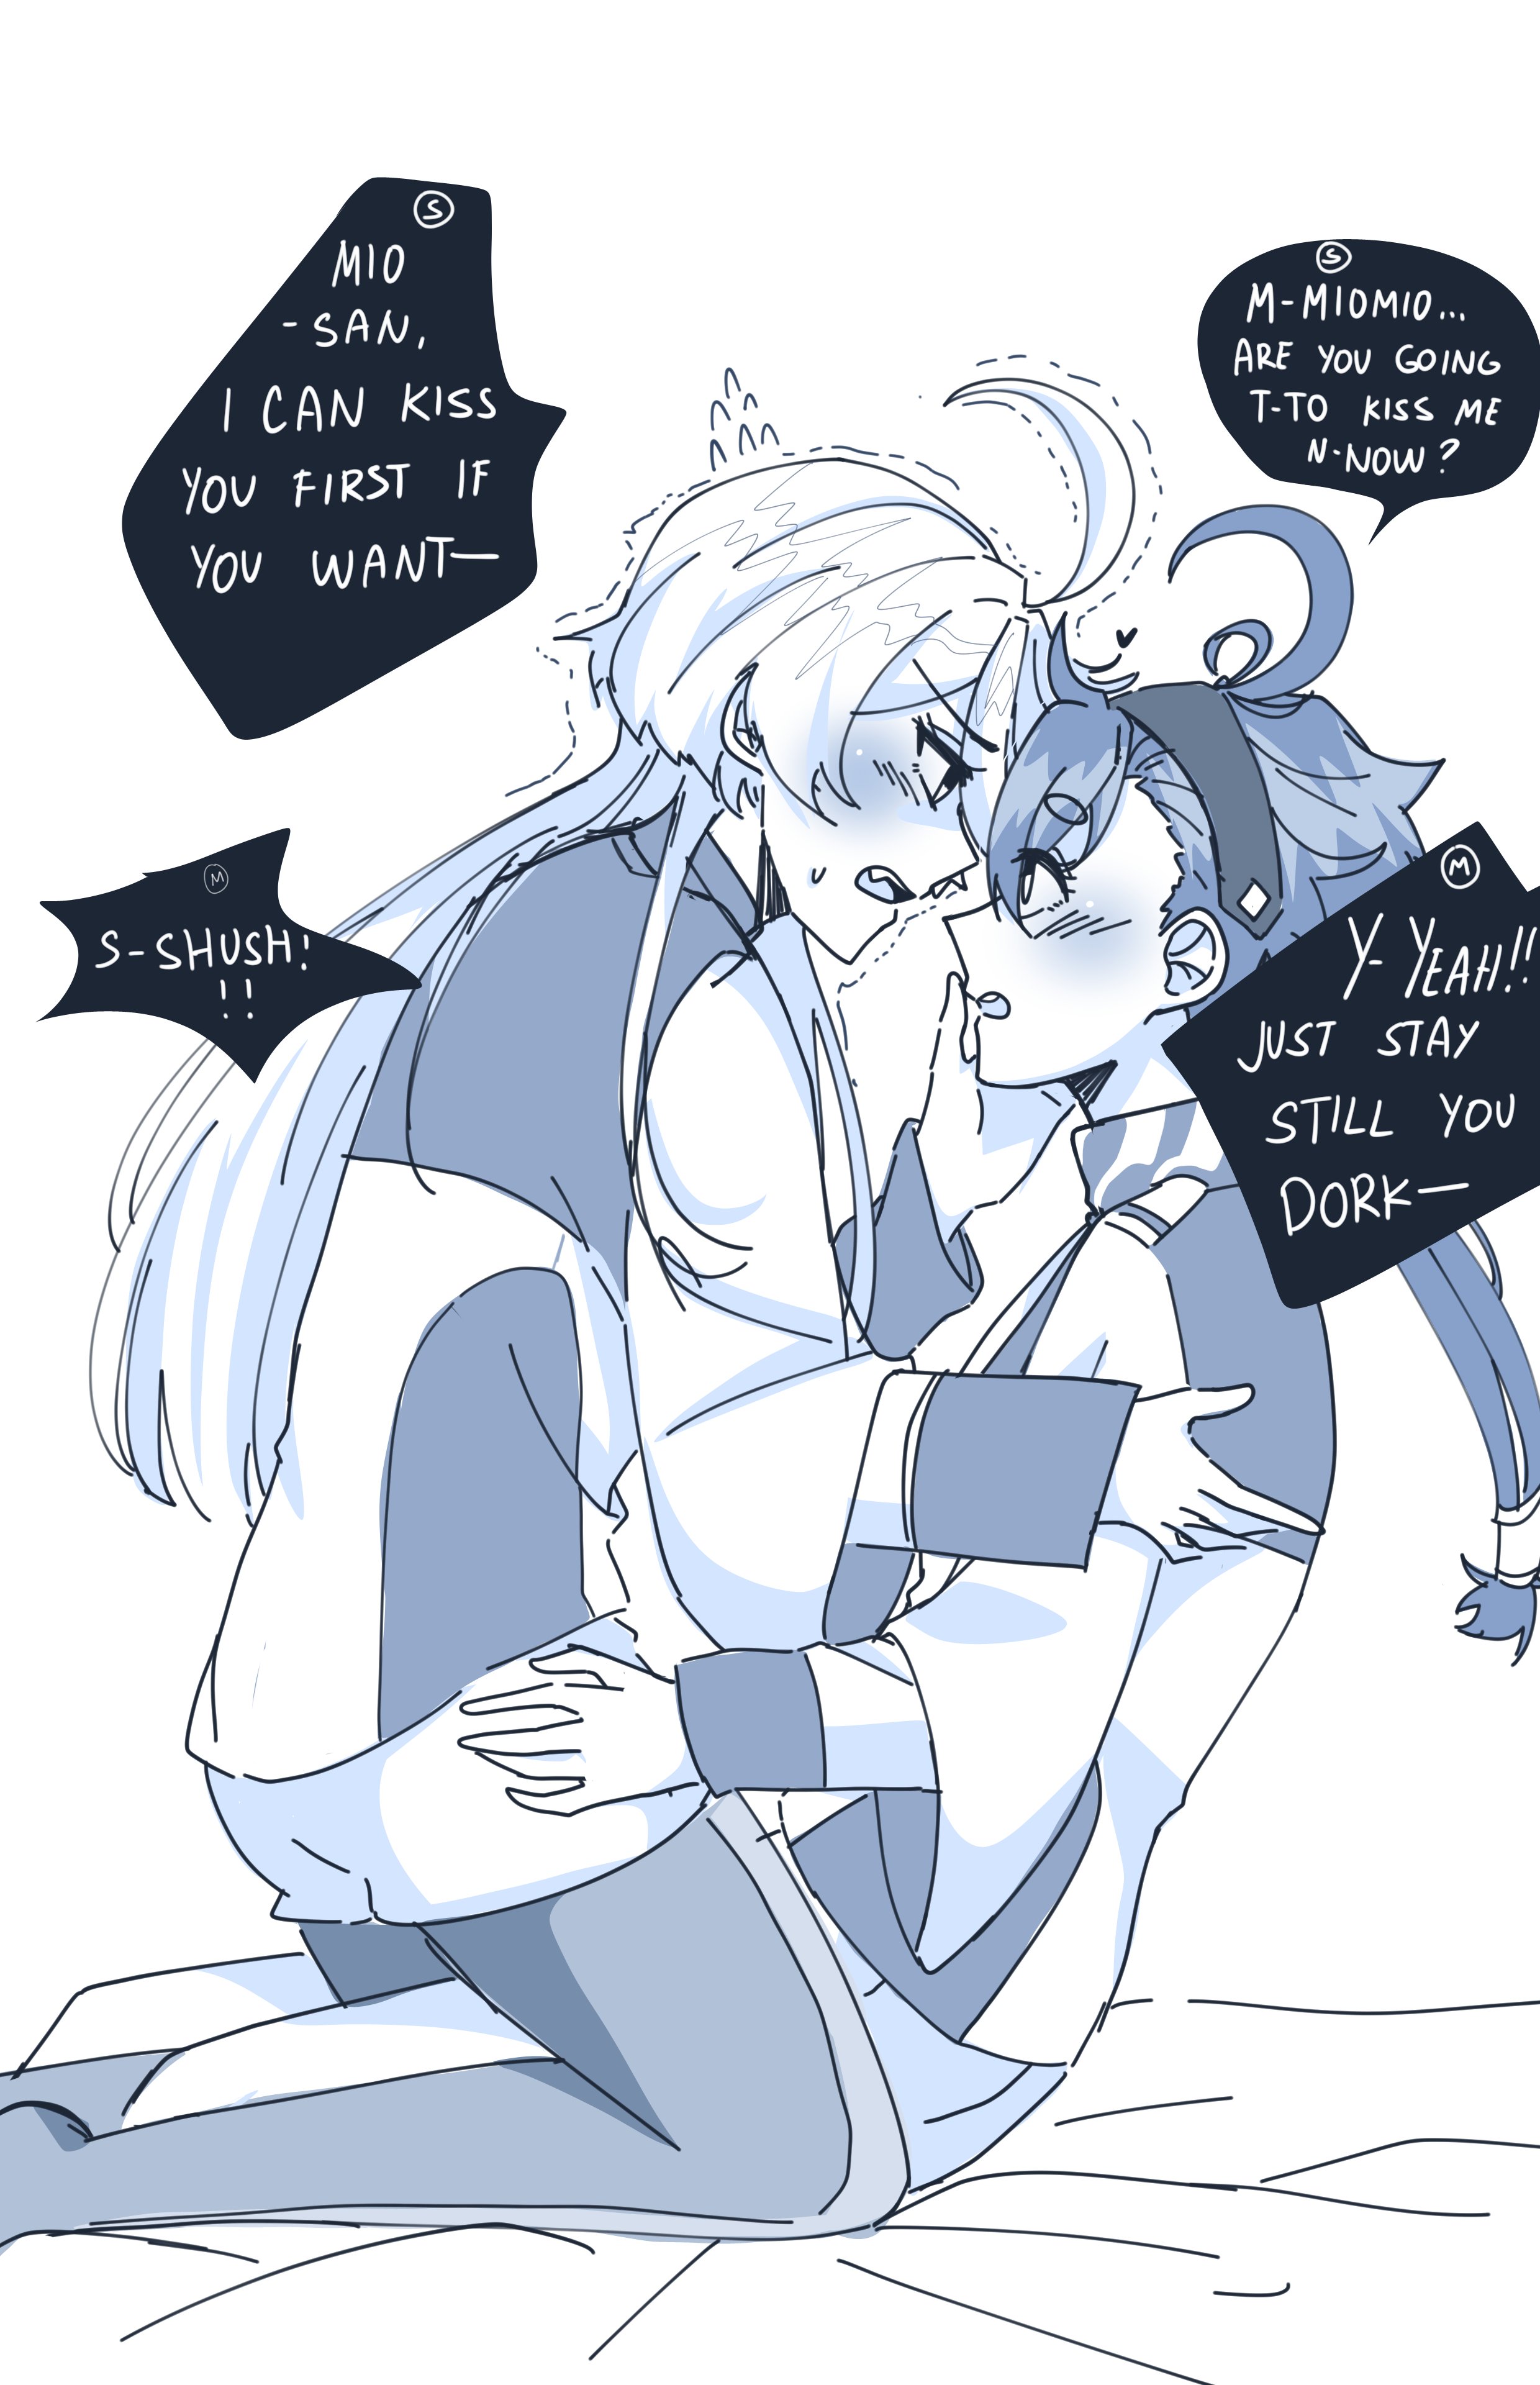 S
MIO
-SAN,
I CAN KISS
YOU FIRST IF
YOU WANT—
S
M-MIOMIO...
ARE YOU GOING
T-TO KISS ME
N-NOW?
M
S-SHUSH!
!!
M
Y-YEAH!!
JUST STAY
STILL YOU
DORK—